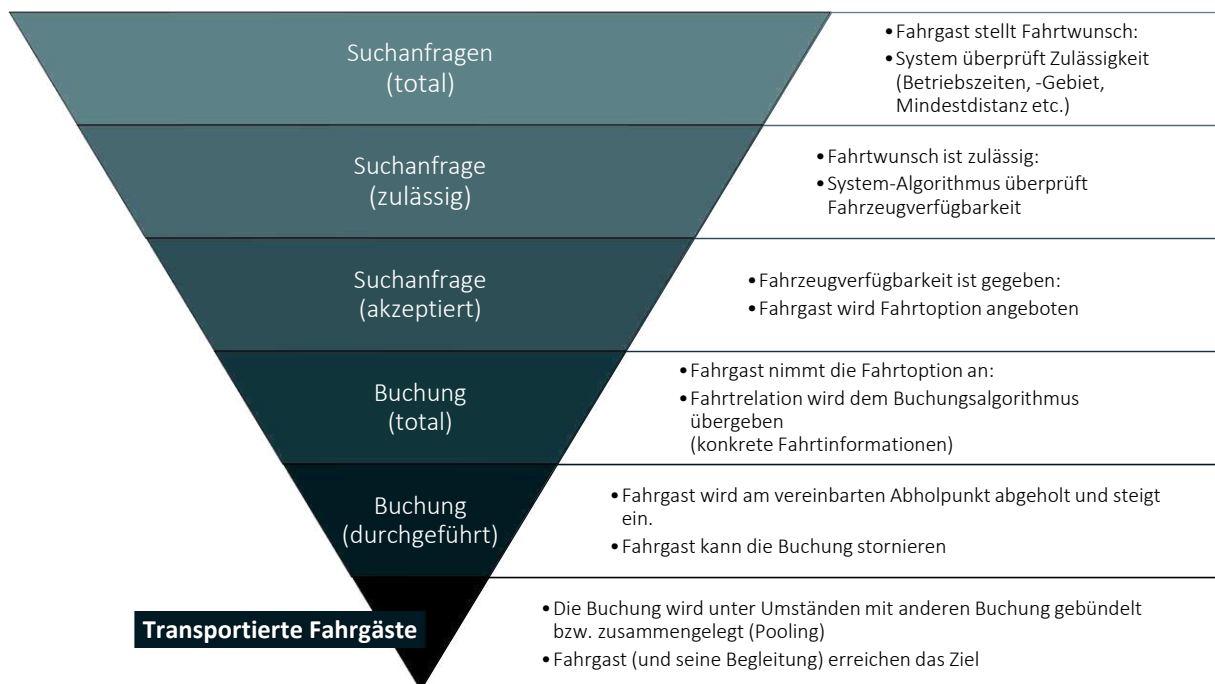 Suchanfragen
(total)
• Fahrgast stellt Fahrtwunsch:
• System überprüft Zulässigkeit
(Betriebszeiten, -Gebiet,
Mindestdistanz etc.)
Suchanfrage
(zulässig)
• Fahrtwunsch ist zulässig:
• System-Algorithmus überprüft
Fahrzeugverfügbarkeit
Suchanfrage
(akzeptiert)
• Fahrzeugverfügbarkeit ist gegeben:
• Fahrgast wird Fahrtoption angeboten
Buchung
(total)
• Fahrgast nimmt die Fahrtoption an:
• Fahrtrelation wird dem Buchungsalgorithmus
übergeben
(konkrete Fahrtinformationen)
Buchung
(durchgeführt)
• Fahrgast wird am vereinbarten Abholpunkt abgeholt und steigt
ein.
• Fahrgast kann die Buchung stornieren
Transportierte Fahrgäste
• Die Buchung wird unter Umständen mit anderen Buchung gebündelt
bzw. zusammengelegt (Pooling)
• Fahrgast (und seine Begleitung) erreichen das Ziel